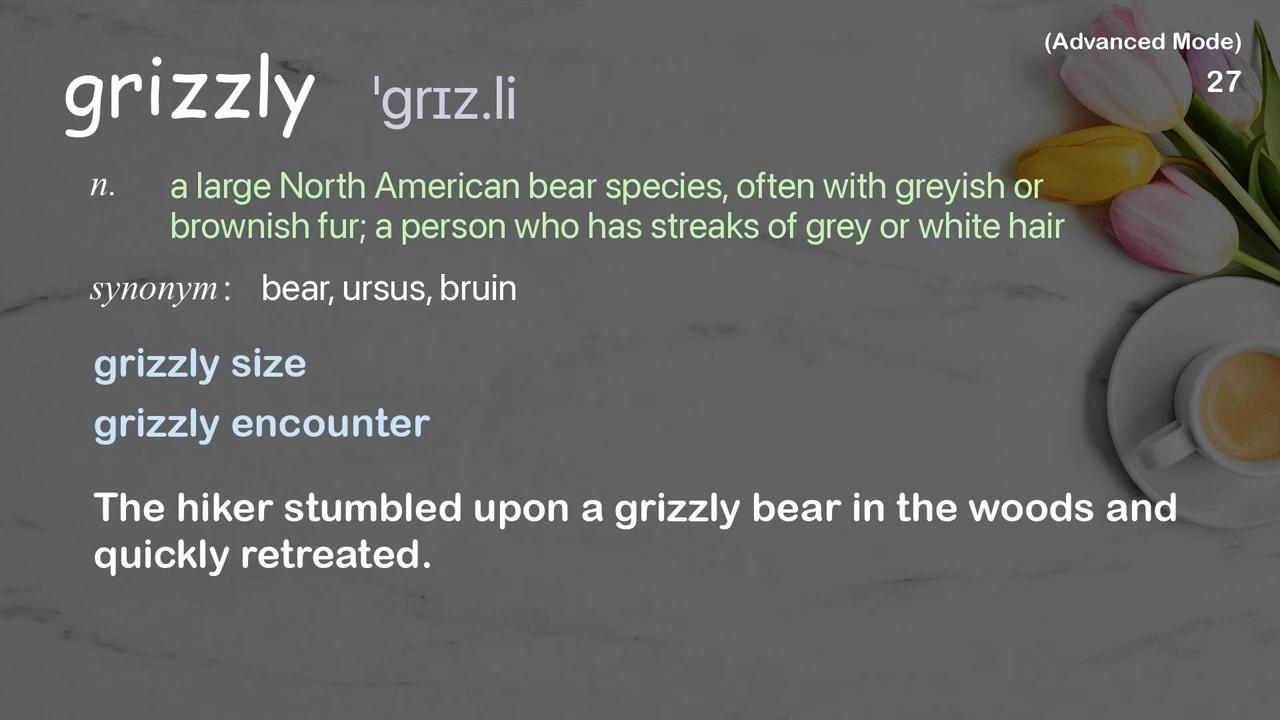 (Advanced Mode)
27
grizzly ˈɡrɪz.li
n. a large North American bear species, often with greyish or
brownish fur; a person who has streaks of grey or white hair
synonym: bear, ursus, bruin
grizzly size
grizzly encounter
The hiker stumbled upon a grizzly bear in the woods and
quickly retreated.